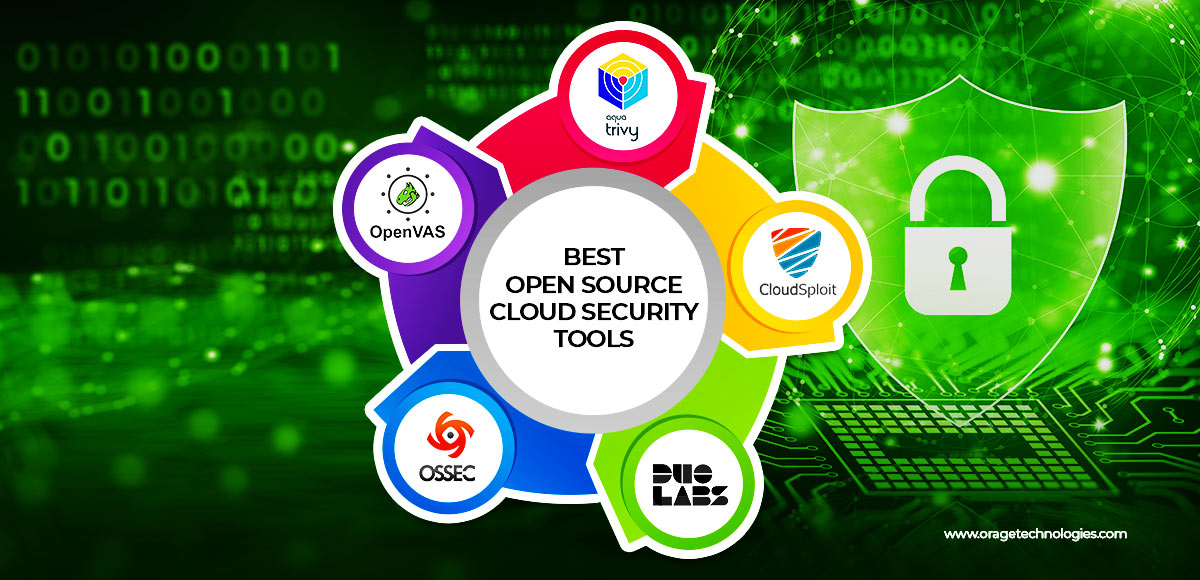 BEST
OPEN SOURCE
CLOUD SECURITY
TOOLS
aqua
trivy
CloudSploit
DUO
LABS
OSSEC
OpenVAS
www.oragetechnologies.com